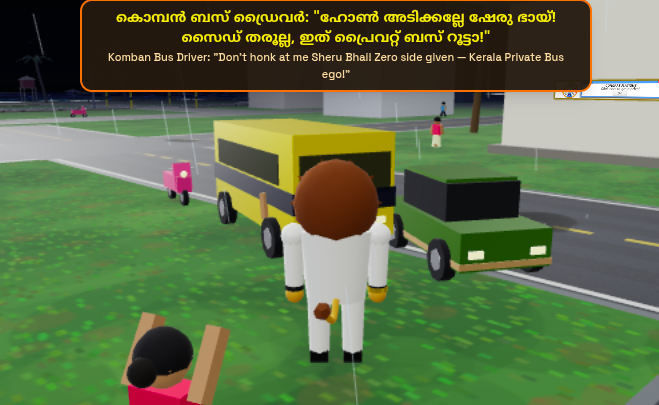 കൊമ്പൻ ബസ് ഡ്രൈവർ: "ഹോൺ അടിക്കല്ലേ ഷേരു ഭായ്!
സൈഡ് തരൂല്ല, ഇത് പ്രൈവറ്റ് ബസ് റൂട്ടാ!"
Komban Bus Driver: "Don't honk at me Sheru Bhai! Zero side given — Kerala Private Bus
ego!"